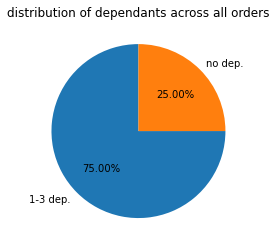 distribution of dependants across all orders
no dep.
25.00%
75.00%
1-3 dep.